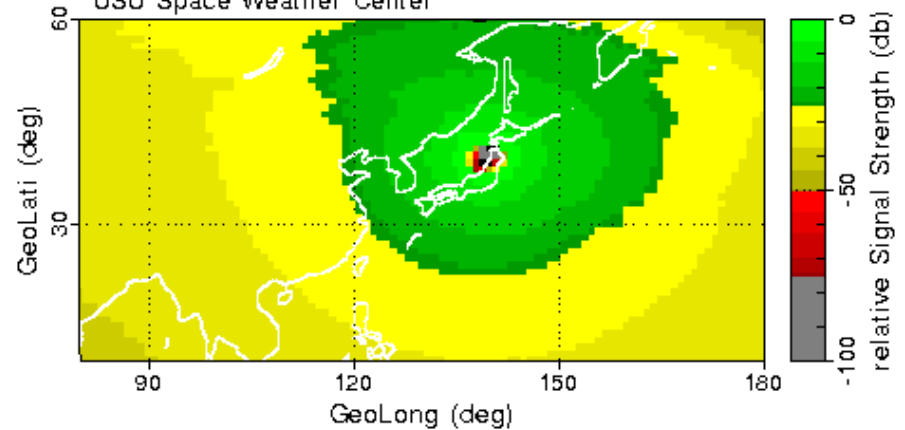 USU Space Weather Center
60
30
GeoLati (deg)
90 120 150 180
GeoLong (deg)
0
-50
-100
relative Signal Strength (db)